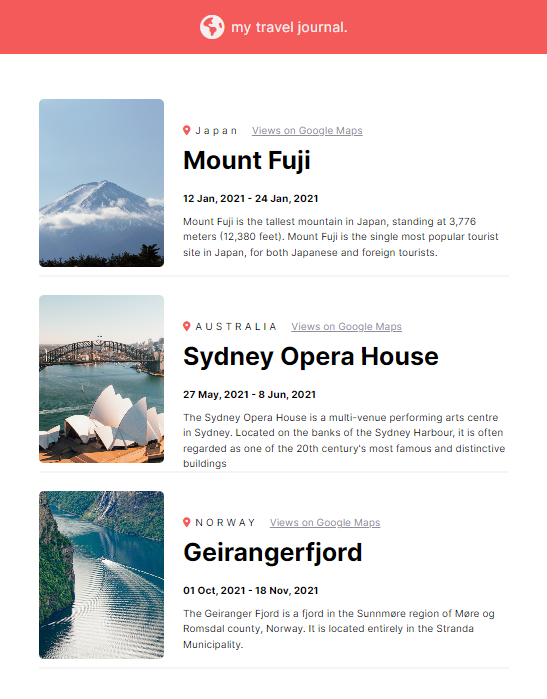 my travel journal.
Japan Views on Google Maps
Mount Fuji
12 Jan, 2021 - 24 Jan, 2021
Mount Fuji is the tallest mountain in Japan, standing at 3,776
meters (12,380 feet). Mount Fuji is the single most popular tourist
site in Japan, for both Japanese and foreign tourists.
AUSTRALIA Views on Google Maps
Sydney Opera House
27 May, 2021 - 8 Jun, 2021
The Sydney Opera House is a multi-venue performing arts centre
in Sydney. Located on the banks of the Sydney Harbour, it is often
regarded as one of the 20th century's most famous and distinctive
buildings
NORWAY Views on Google Maps
Geirangerfjord
01 Oct, 2021 - 18 Nov, 2021
The Geiranger Fjord is a fjord in the Sunnmøre region of Møre og
Romsdal county, Norway. It is located entirely in the Stranda
Municipality.